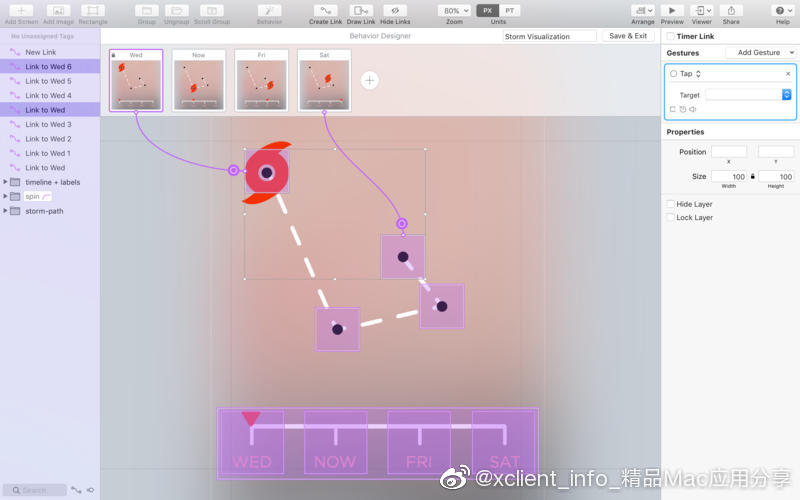 Add Screen Add Image Rectangle Group Ungroup Scroll Group Behavior Create Link Draw Link Hide Links 80% Zoom PX PT Units Arrange Preview Viewer Share Help
No Unassigned Tags
Behavior Designer
Storm Visualization
Save & Exit
New Link
Link to Wed 6
Link to Wed 5
Link to Wed 4
Link to Wed
Link to Wed 3
Link to Wed 2
Link to Wed 1
Link to Wed
timeline + labels
spin
storm-path
Search
Wed Now Fri Sat
WED NOW FRI SAT
Timer Link
Gestures Add Gesture
Tap
Target
Properties
Position
X Y
Size 100 100
Width Height
Hide Layer
Lock Layer
@xclient_info_精品Mac应用分享